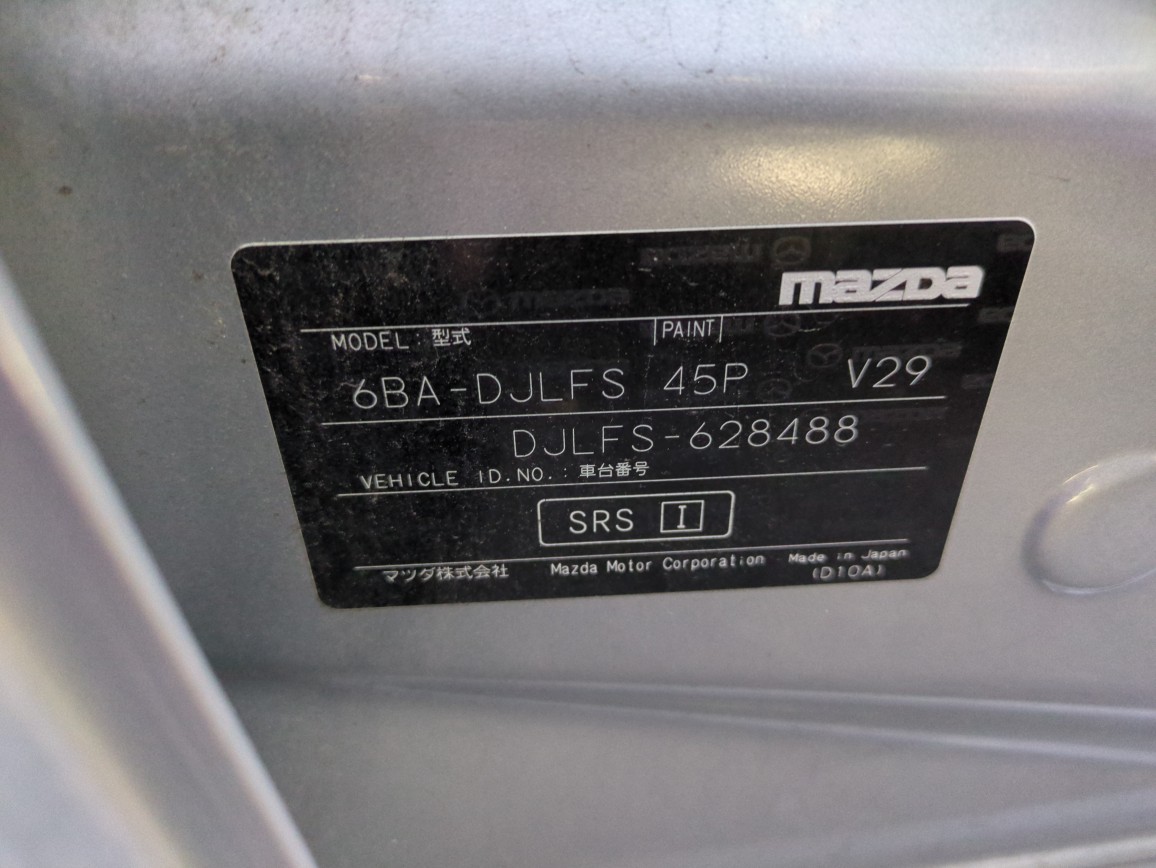 mazda
MODEL 型式 PAINT
6BA-DJLFS 45P V29
DJLFS-628488
VEHICLE ID.NO.: 車台番号
SRS I
マツダ株式会社 Mazda Motor Corporation Made in Japan
(D10A)